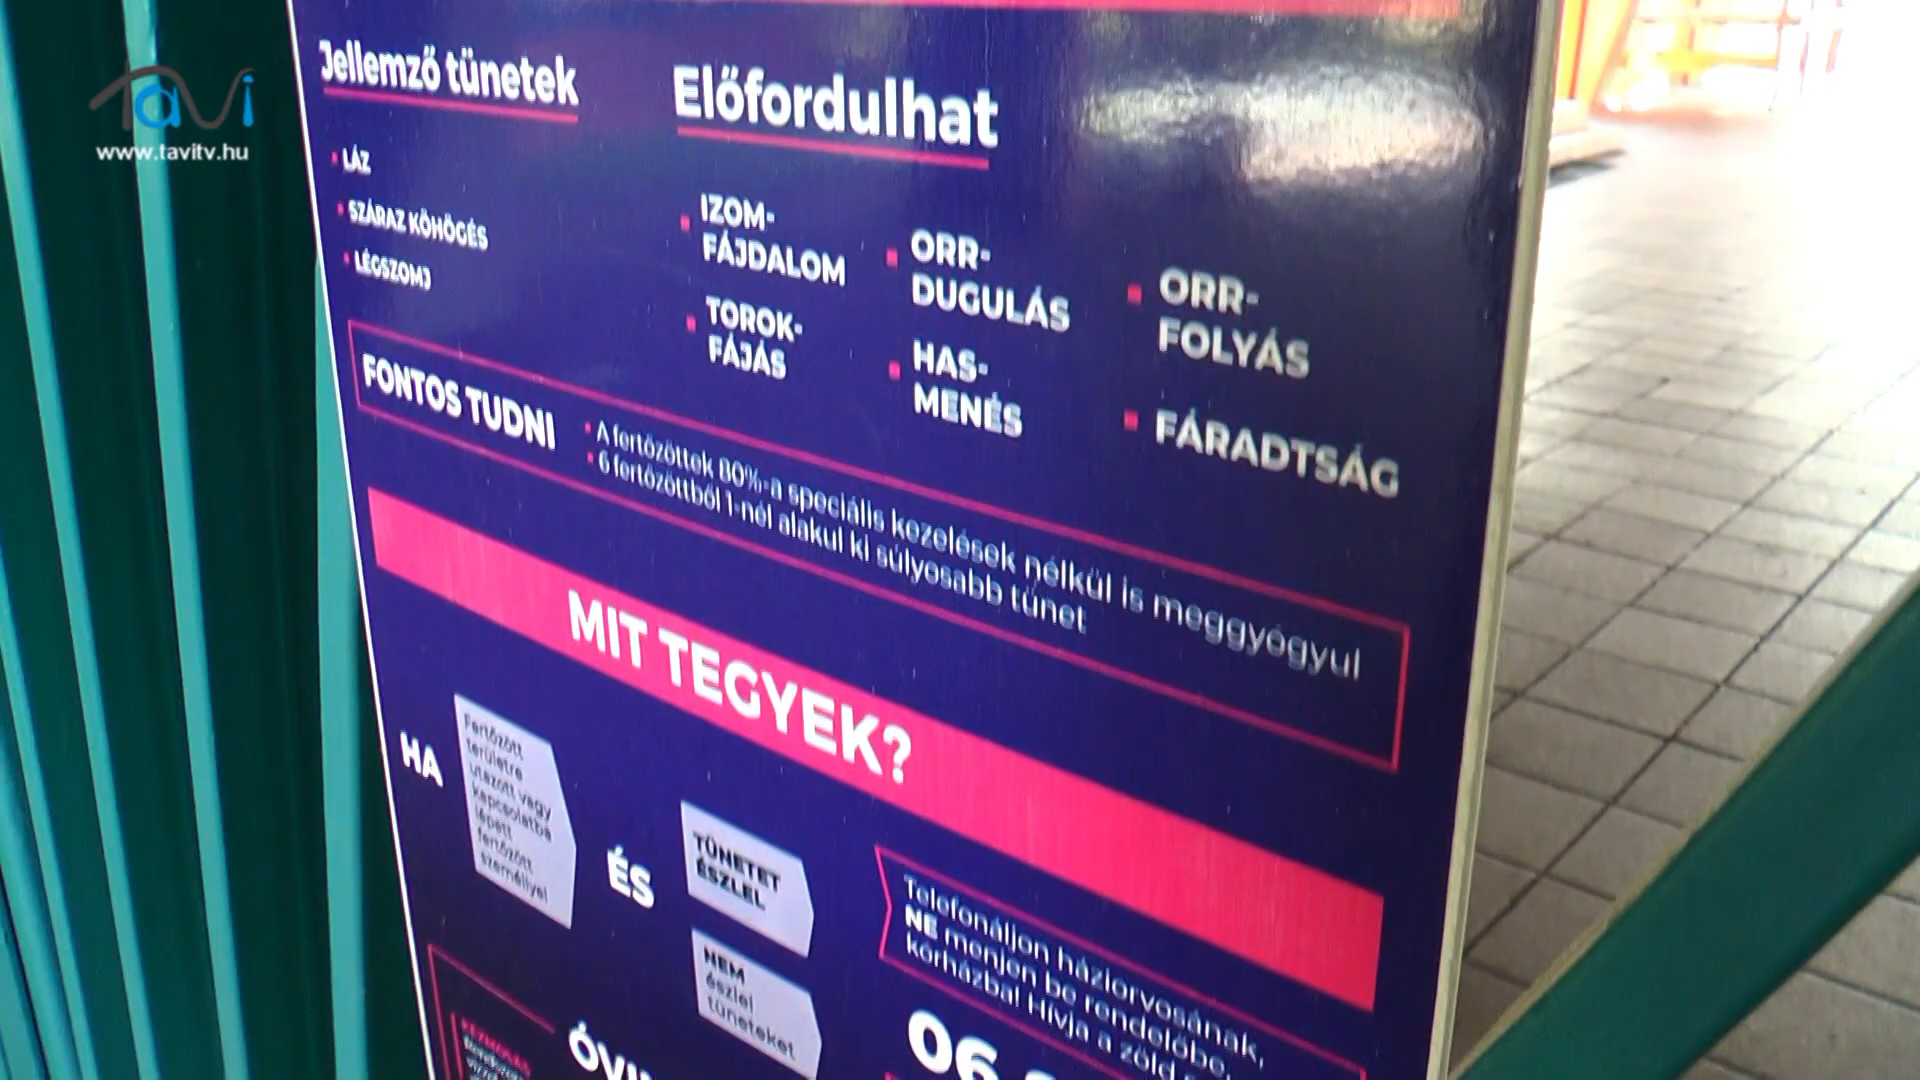 TaVi
www.tavitv.hu
Jellemző tünetek
LÁZ
SZÁRAZ KÖHÖGÉS
LÉGSZOMJ
Előfordulhat
IZOM-
FÁJDALOM
TOROK-
FÁJÁS
ORR-
DUGULÁS
HAS-
MENÉS
ORR-
FOLYÁS
FÁRADTSÁG
FONTOS TUDNI
A fertőzöttek 80%-a speciális kezelések nélkül is meggyógyul
6 fertőzöttből 1-nél alakul ki súlyosabb tünet
MIT TEGYEK?
HA
Fertőzött
területre
utazott vagy
kapcsolatba
lépett
fertőzött
személlyel
ÉS
TÜNETET
ÉSZLEL
NEM
észlel
tüneteket
Telefonáljon háziorvosának,
NE menjen be rendelőbe,
kórházba! Hívja a zöld
06